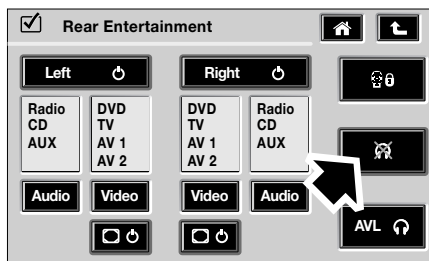 Rear Entertainment
Left
Right
Radio
CD
AUX
DVD
TV
AV 1
AV 2
DVD
TV
AV 1
AV 2
Radio
CD
AUX
Audio
Video
Video
Audio
AVL